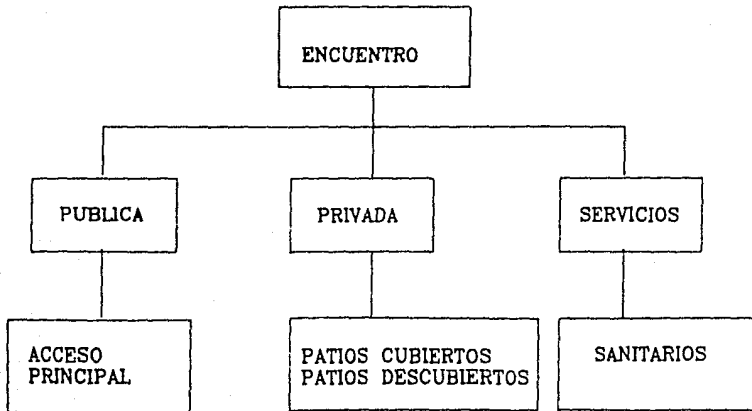 ENCUENTRO
PUBLICA
PRIVADA
SERVICIOS
ACCESO
PRINCIPAL
PATIOS CUBIERTOS
PATIOS DESCUBIERTOS
SANITARIOS